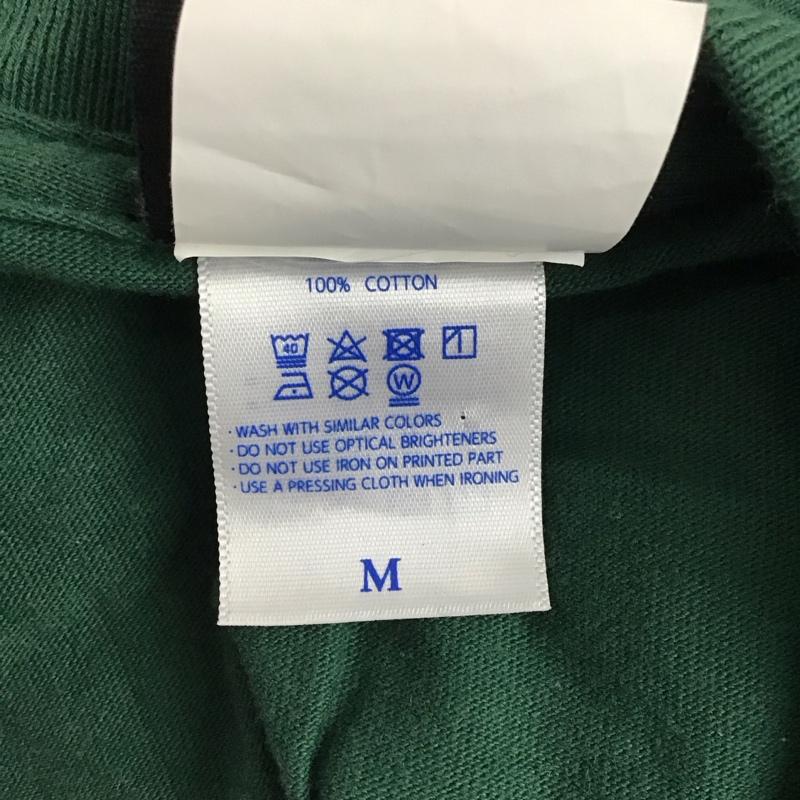 100% COTTON
40
W
· WASH WITH SIMILAR COLORS
· DO NOT USE OPTICAL BRIGHTENERS
· DO NOT USE IRON ON PRINTED PART
· USE A PRESSING CLOTH WHEN IRONING
M